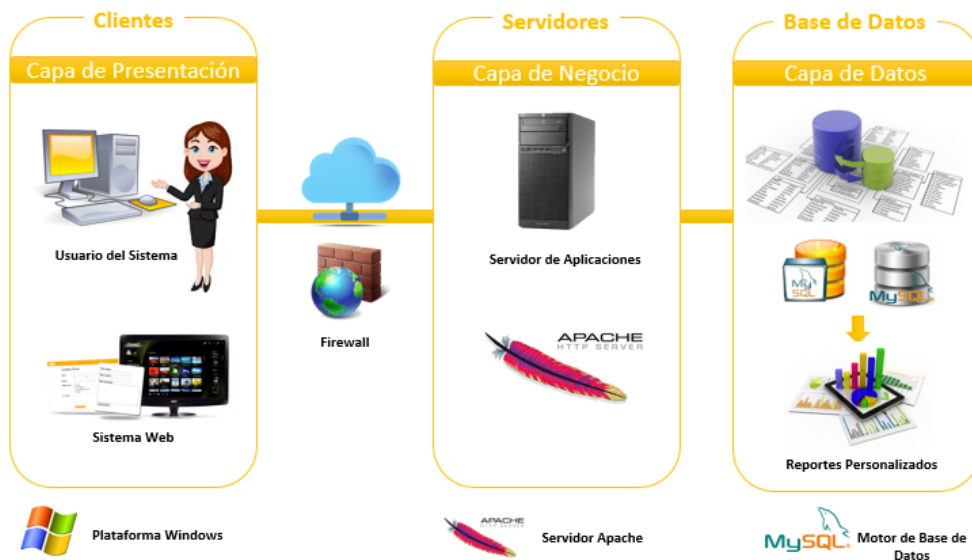 Clientes
Capa de Presentación
Usuario del Sistema
Sistema Web
Firewall
Servidores
Capa de Negocio
Servidor de Aplicaciones
APACHE
HTTP SERVER
Base de Datos
Capa de Datos
MySQL
MySQL
Reportes Personalizados
Plataforma Windows
APACHE
HTTP SERVER
Servidor Apache
MySQL
Motor de Base de
Datos